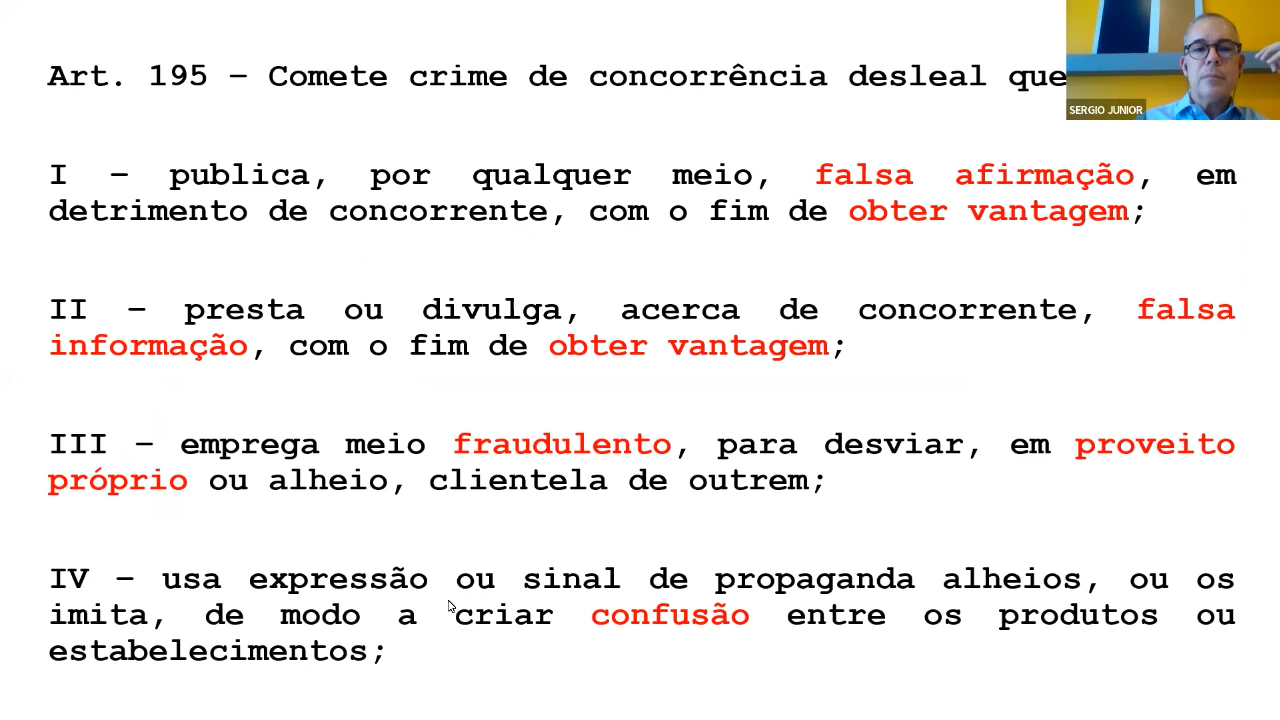 Art. 195 – Comete crime de concorrência desleal que
SERGIO JUNIOR
I – publica, por qualquer meio, falsa afirmação, em
detrimento de concorrente, com o fim de obter vantagem;
II – presta ou divulga, acerca de concorrente, falsa
informação, com o fim de obter vantagem;
III – emprega meio fraudulento, para desviar, em proveito
próprio ou alheio, clientela de outrem;
IV – usa expressão ou sinal de propaganda alheios, ou os
imita, de modo a criar confusão entre os produtos ou
estabelecimentos;